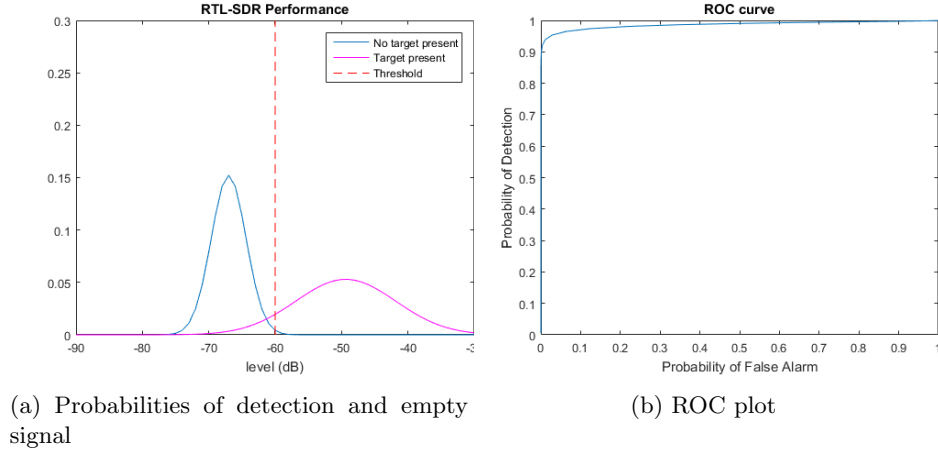 RTL-SDR Performance
0.3
0.25
0.2
0.15
0.1
0.05
0
No target present
Target present
Threshold
-90
-80
-70
-60
-50
-40
-3
level (dB)
ROC curve
1
0.9
0.8
0.7
0.6
0.5
0.4
0.3
0.2
0.1
0
Probability of Detection
0 0.1 0.2 0.3 0.4 0.5 0.6 0.7 0.8 0.9 1
Probability of False Alarm
(a) Probabilities of detection and empty
signal
(b) ROC plot